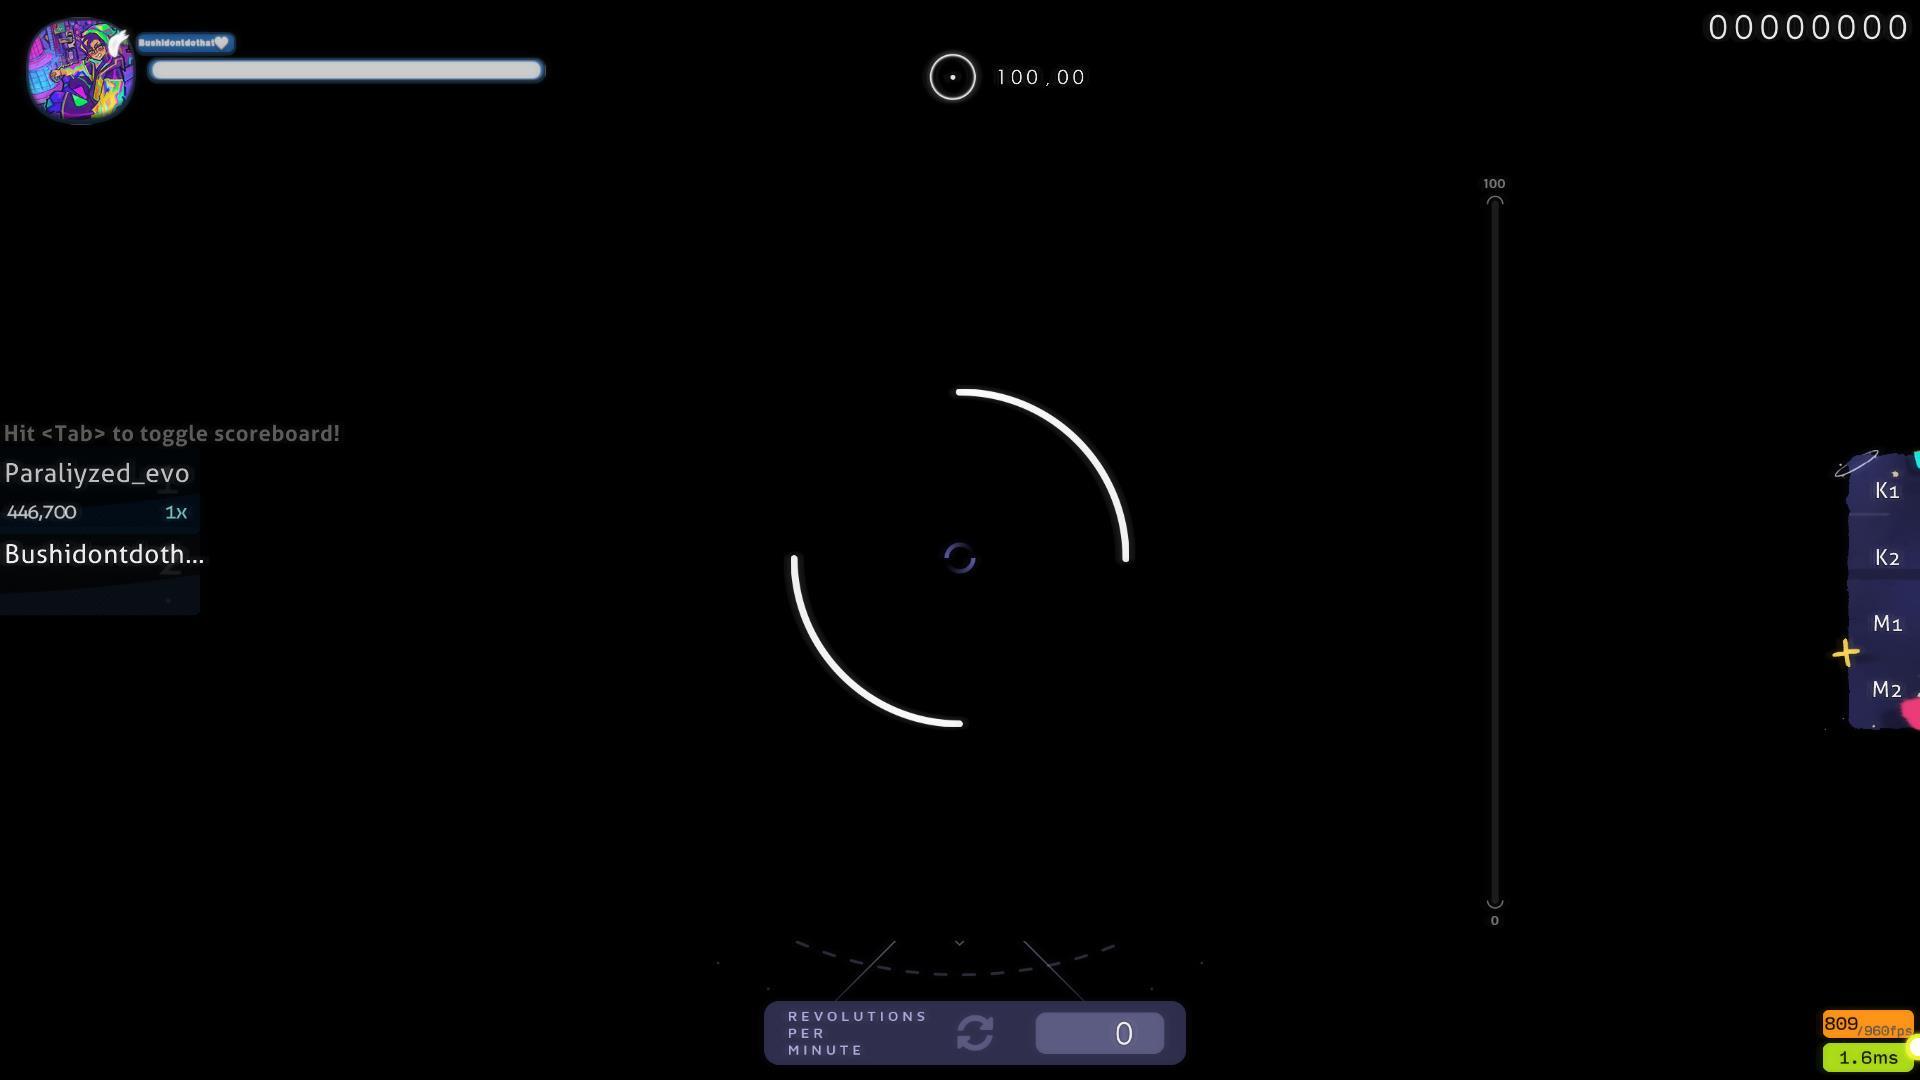 Bushidontdothat🤍
00000000
100,00
100
Hit <Tab> to toggle scoreboard!
Paraliyzed_evo
446,700 1x
Bushidontdoth...
K1
K2
M1
M2
0
REVOLUTIONS
PER
MINUTE
0
809/960fps
1.6ms